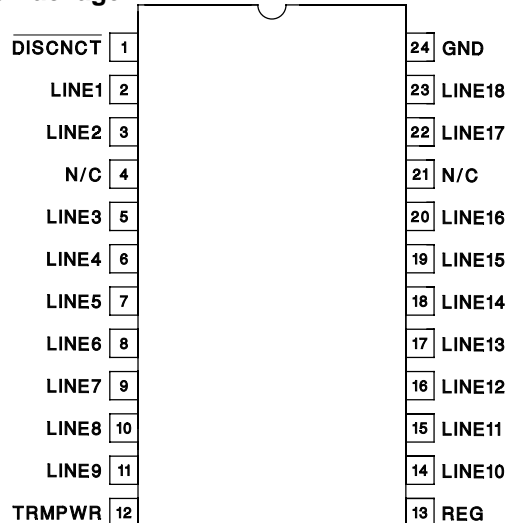 DISCNCT 1 24 GND
LINE1 2 23 LINE18
LINE2 3 22 LINE17
N/C 4 21 N/C
LINE3 5 20 LINE16
LINE4 6 19 LINE15
LINE5 7 18 LINE14
LINE6 8 17 LINE13
LINE7 9 16 LINE12
LINE8 10 15 LINE11
LINE9 11 14 LINE10
TRMPWR 12 13 REG